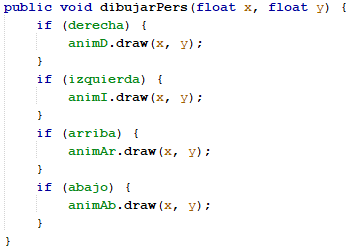 public void dibujarPers(float x, float y) {
    if (derecha) {
        animD.draw(x, y);
    }
    if (izquierda) {
        animI.draw(x, y);
    }
    if (arriba) {
        animAr.draw(x, y);
    }
    if (abajo) {
        animAb.draw(x, y);
    }
}